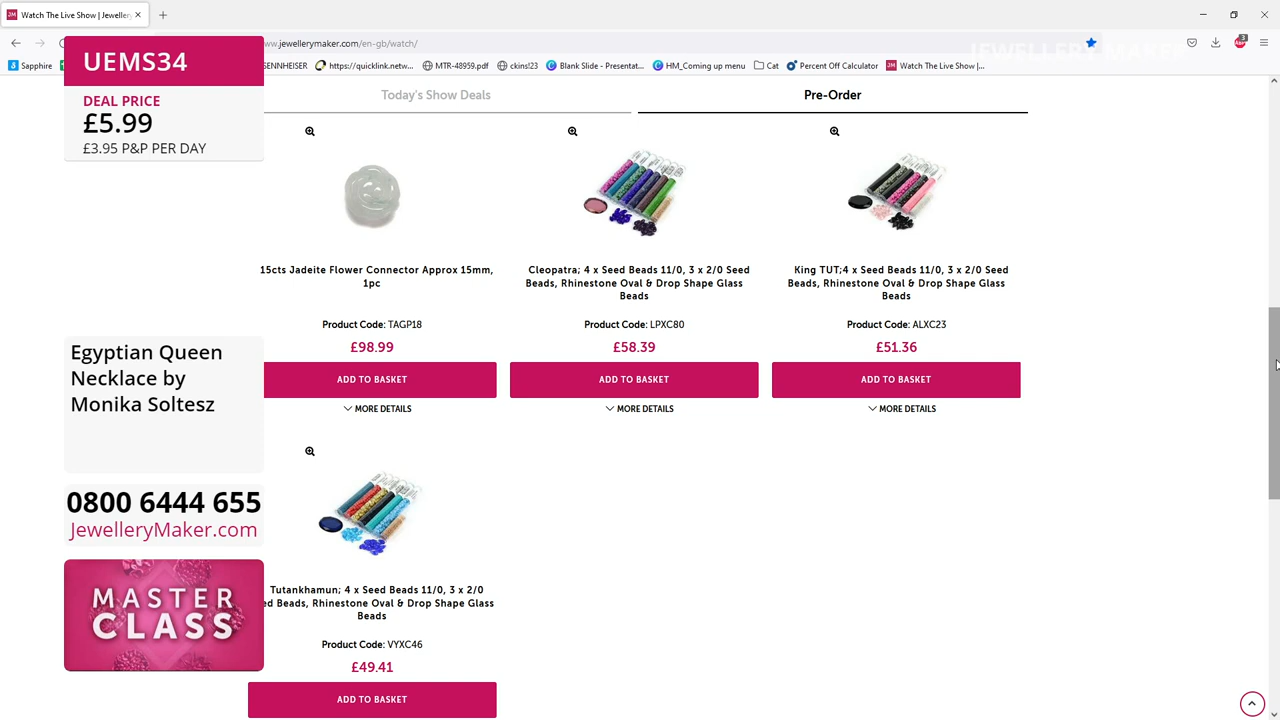 Watch The Live Show | Jeweller
www.jewellerymaker.com/en-gb/watch/
JEWELLERY MAKER
Sapphire
SENNHEISER
https://quicklink.netw...
MTR-48959.pdf
ckins!23
Blank Slide - Presentat...
HM_Coming up menu
Cat
Percent Off Calculator
Watch The Live Show |...
3
UEMS34
DEAL PRICE
£5.99
£3.95 P&P PER DAY
Today's Show Deals
Pre-Order
15cts Jadeite Flower Connector Approx 15mm,
1pc
Product Code: TAGP18
£98.99
ADD TO BASKET
MORE DETAILS
Cleopatra; 4 x Seed Beads 11/0, 3 x 2/0 Seed
Beads, Rhinestone Oval & Drop Shape Glass
Beads
Product Code: LPXC80
£58.39
ADD TO BASKET
MORE DETAILS
King TUT;4 x Seed Beads 11/0, 3 x 2/0 Seed
Beads, Rhinestone Oval & Drop Shape Glass
Beads
Product Code: ALXC23
£51.36
ADD TO BASKET
MORE DETAILS
Egyptian Queen
Necklace by
Monika Soltesz
0800 6444 655
JewelleryMaker.com
MASTER
CLASS
Tutankhamun; 4 x Seed Beads 11/0, 3 x 2/0
ed Beads, Rhinestone Oval & Drop Shape Glass
Beads
Product Code: VYXC46
£49.41
ADD TO BASKET